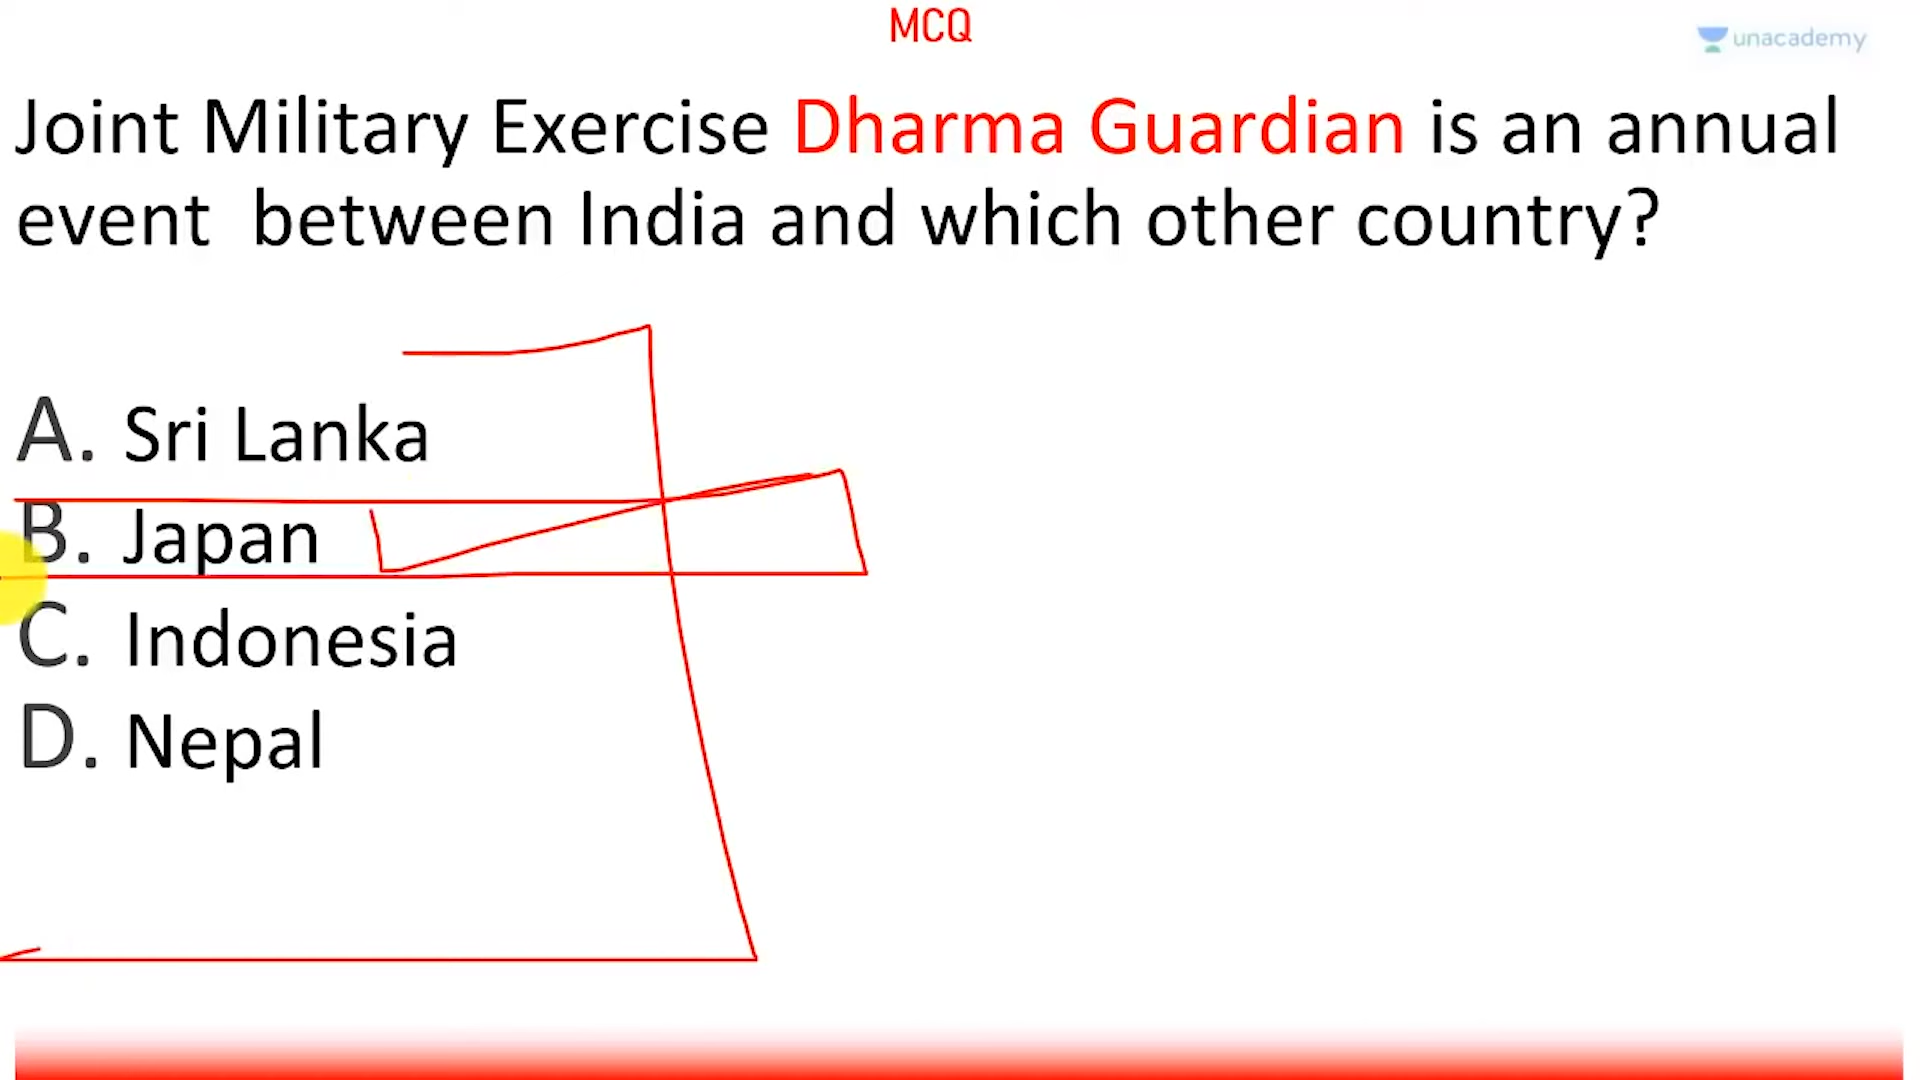 MCQ
unacademy
Joint Military Exercise Dharma Guardian is an annual
event between India and which other country?
A. Sri Lanka
B. Japan
C. Indonesia
D. Nepal